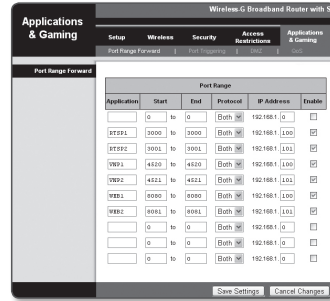 Wireless-G Broadband Router with S
Applications & Gaming
Setup Wireless Security Access Restrictions Applications & Gaming
Port Range Forward | Port Triggering | DMZ | QoS
Port Range Forward
Port Range
Application Start End Protocol IP Address Enable
0 to 0 Both 192.168.1. 0
RTSP1 3000 to 3000 Both 192.168.1. 100
RTSP2 3001 to 3001 Both 192.168.1. 101
VNP1 4520 to 4520 Both 192.168.1. 100
VNP2 4521 to 4521 Both 192.168.1. 101
WEB1 8080 to 8080 Both 192.168.1. 100
WEB2 8081 to 8081 Both 192.168.1. 101
0 to 0 Both 192.168.1. 0
0 to 0 Both 192.168.1. 0
0 to 0 Both 192.168.1. 0
Save Settings Cancel Changes